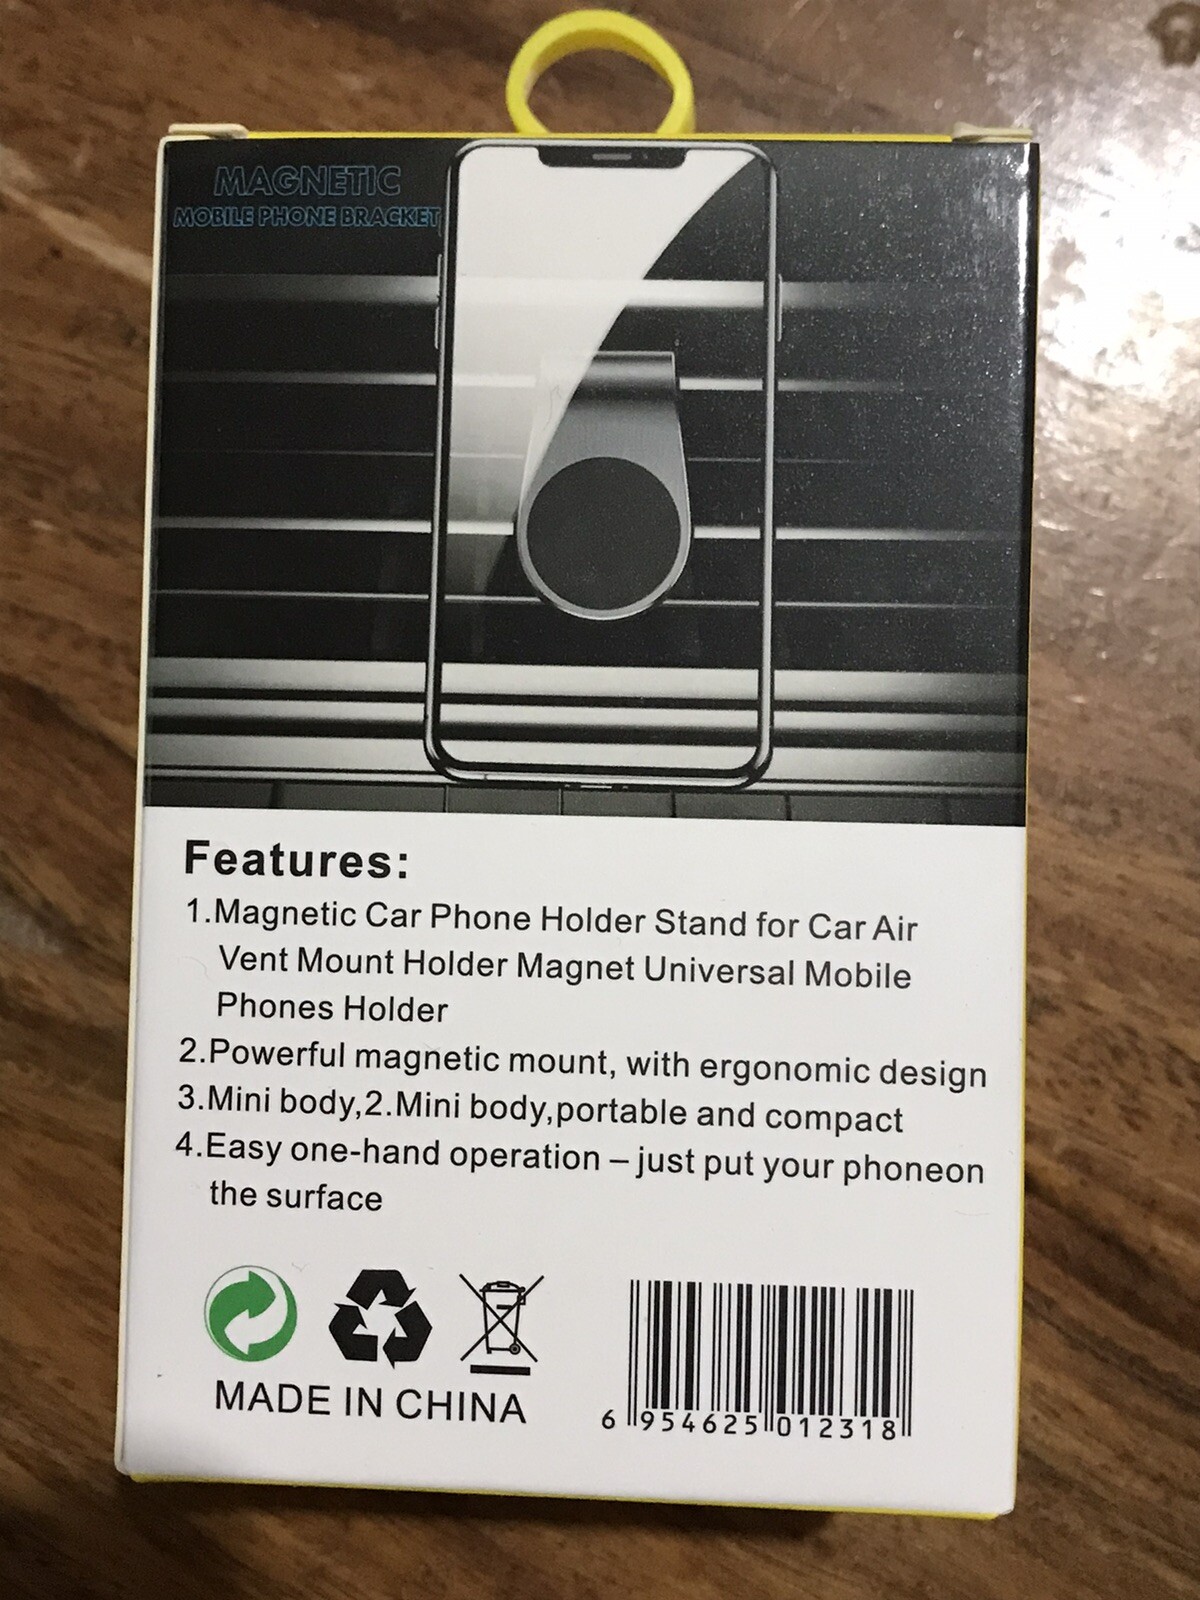 MAGNETIC
MOBILE PHONE BRACKET
Features:
1.Magnetic Car Phone Holder Stand for Car Air
Vent Mount Holder Magnet Universal Mobile
Phones Holder
2.Powerful magnetic mount, with ergonomic design
3.Mini body,2.Mini body,portable and compact
4.Easy one-hand operation – just put your phoneon
the surface
MADE IN CHINA
6 954625 012318